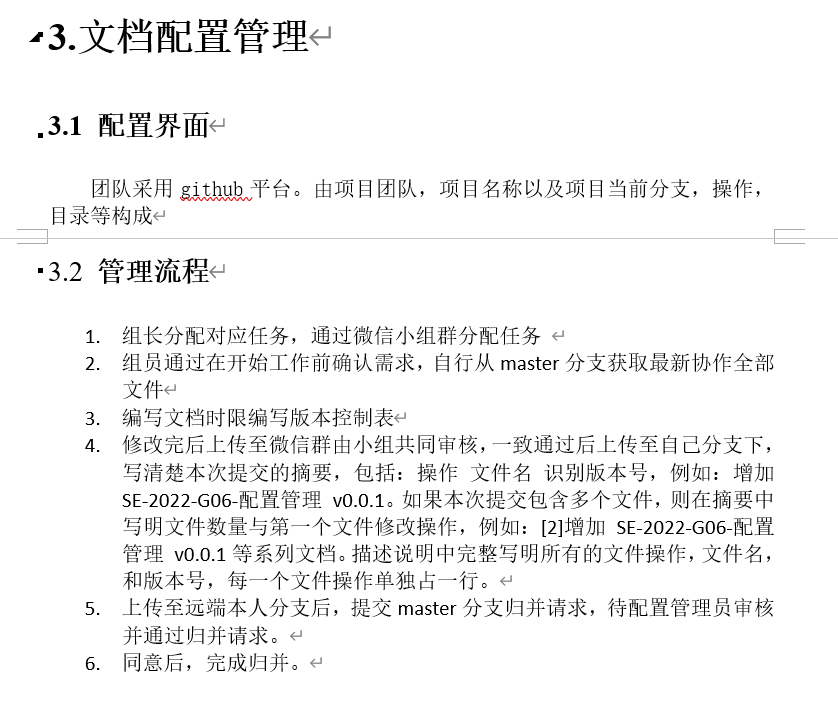 3.文档配置管理
3.1 配置界面
团队采用 github 平台。由项目团队，项目名称以及项目当前分支，操作，
目录等构成
3.2 管理流程
1. 组长分配对应任务，通过微信小组群分配任务
2. 组员通过在开始工作前确认需求，自行从 master 分支获取最新协作全部
文件
3. 编写文档时限编写版本控制表
4. 修改完后上传至微信群由小组共同审核，一致通过后上传至自己分支下，
写清楚本次提交的摘要，包括：操作 文件名 识别版本号，例如：增加
SE-2022-G06-配置管理 v0.0.1。如果本次提交包含多个文件，则在摘要中
写明文件数量与第一个文件修改操作，例如：[2]增加 SE-2022-G06-配置
管理 v0.0.1 等系列文档。描述说明中完整写明所有的文件操作，文件名，
和版本号，每一个文件操作单独占一行。
5. 上传至远端本人分支后，提交 master 分支归并请求，待配置管理员审核
并通过归并请求。
6. 同意后，完成归并。